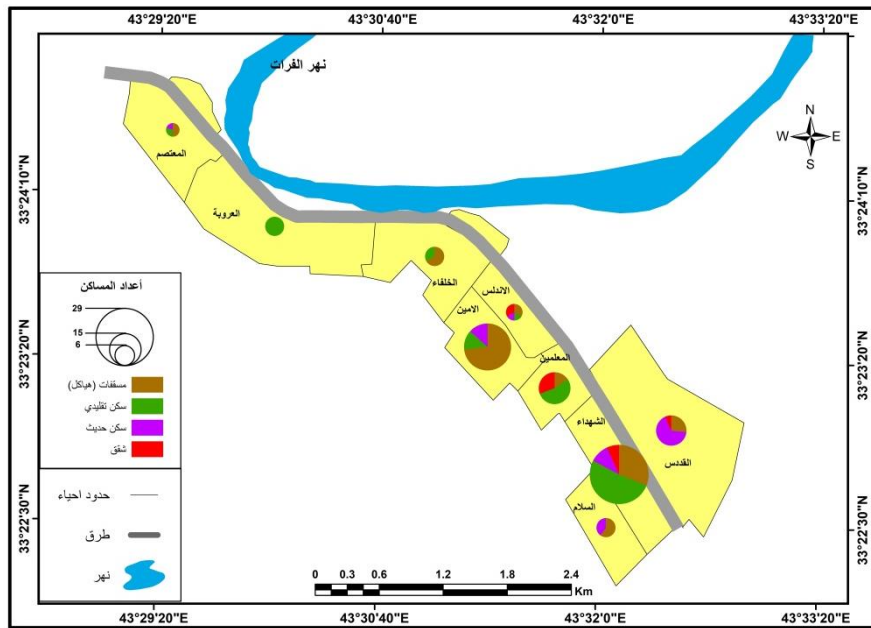 43°29'20"E 43°30'40"E 43°32'0"E 43°33'20"E
نهر الفرات
N
W E
S
المعتصم
33°24'10"N 33°24'10"N
العروبة
أعداد المساكن
الخلفاء
الاندلس
29
الامين
15
6
33°23'20"N 33°23'20"N
المعلمين
مسقفات (هياكل)
سكن تقليدي
الشهداء
سكن حديث
القدس
شقق
حدود احياء
السلام
33°22'30"N 33°22'30"N
طرق
نهر
0 0.3 0.6 1.2 1.8 2.4
Km
43°29'20"E 43°30'40"E 43°32'0"E 43°33'20"E